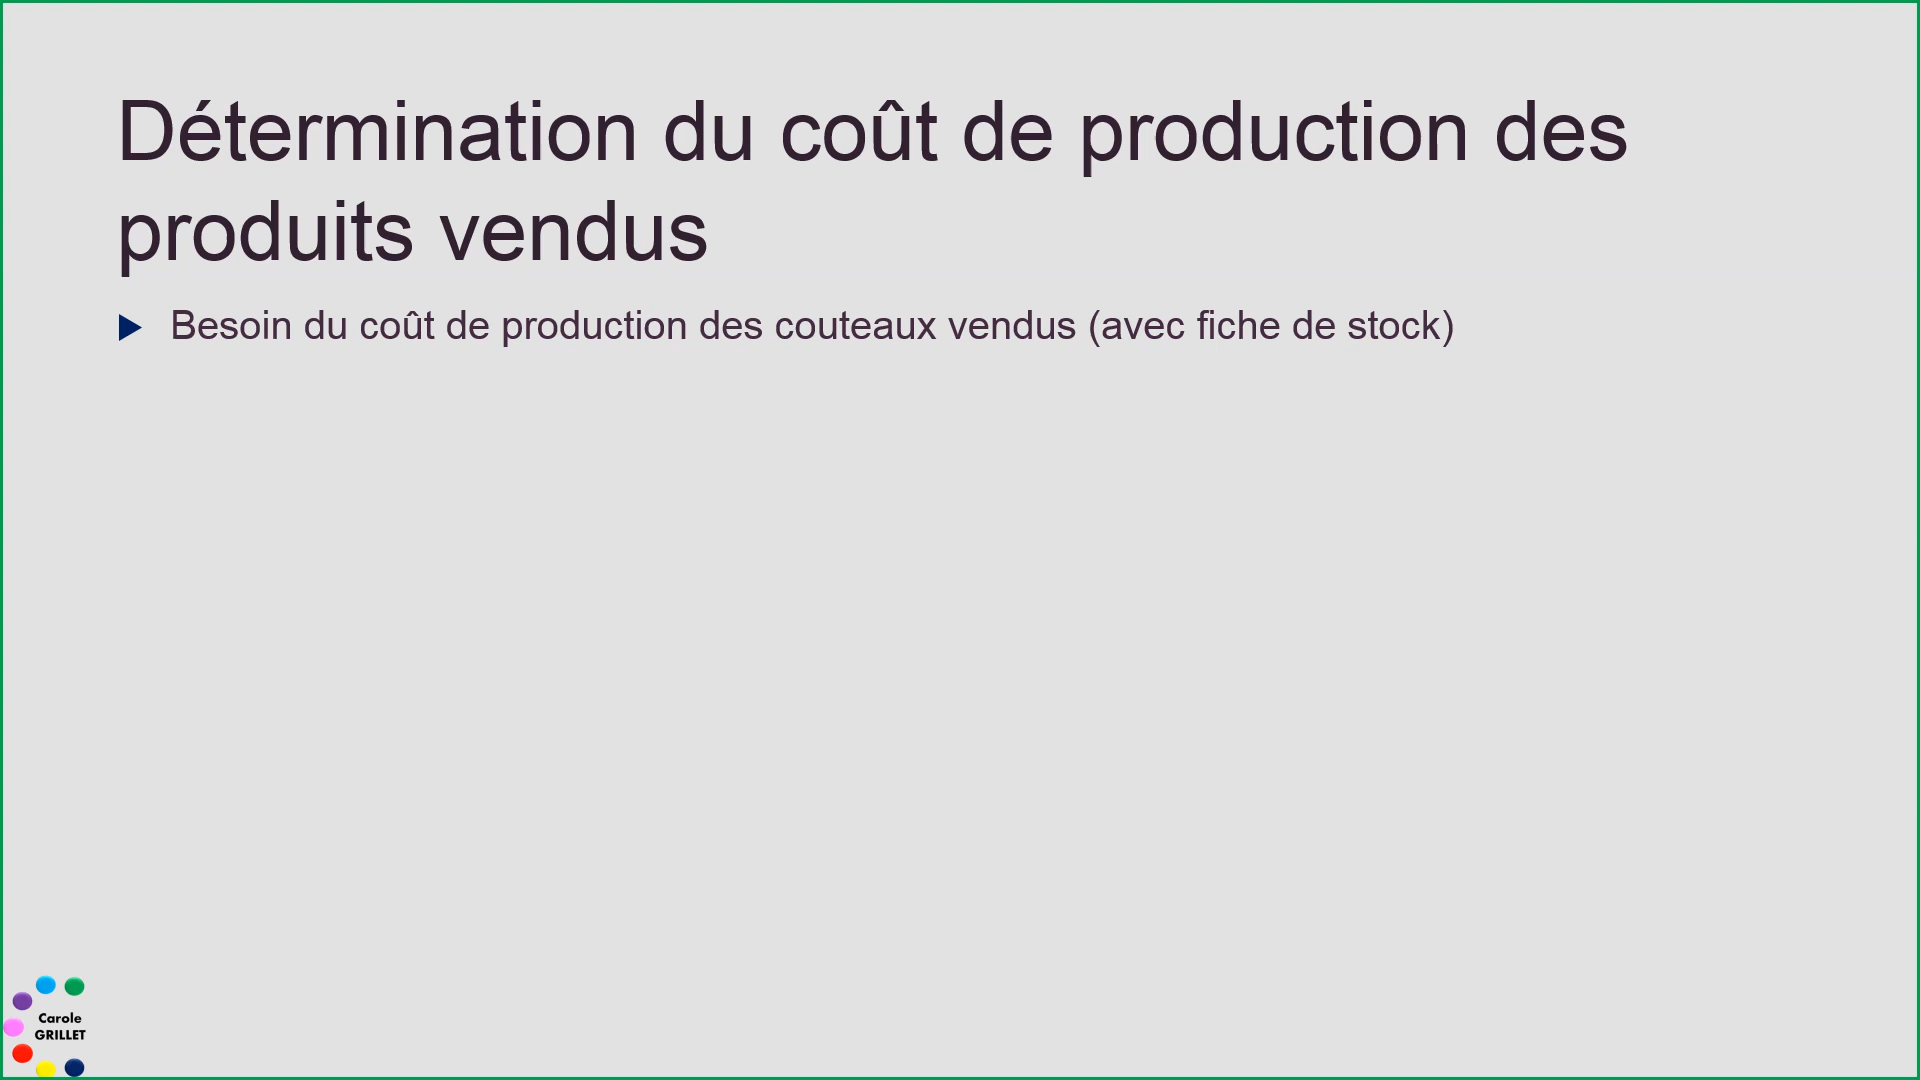 Détermination du coût de production des
produits vendus
Besoin du coût de production des couteaux vendus (avec fiche de stock)
Carole
GRILLET